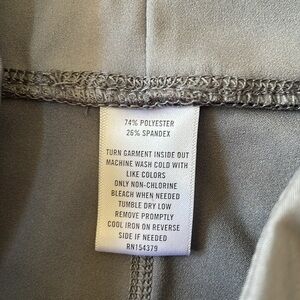 74% POLYESTER
26% SPANDEX
TURN GARMENT INSIDE OUT
MACHINE WASH COLD WITH
LIKE COLORS
ONLY NON-CHLORINE
BLEACH WHEN NEEDED
TUMBLE DRY LOW
REMOVE PROMPTLY
COOL IRON ON REVERSE
SIDE IF NEEDED
RN154379